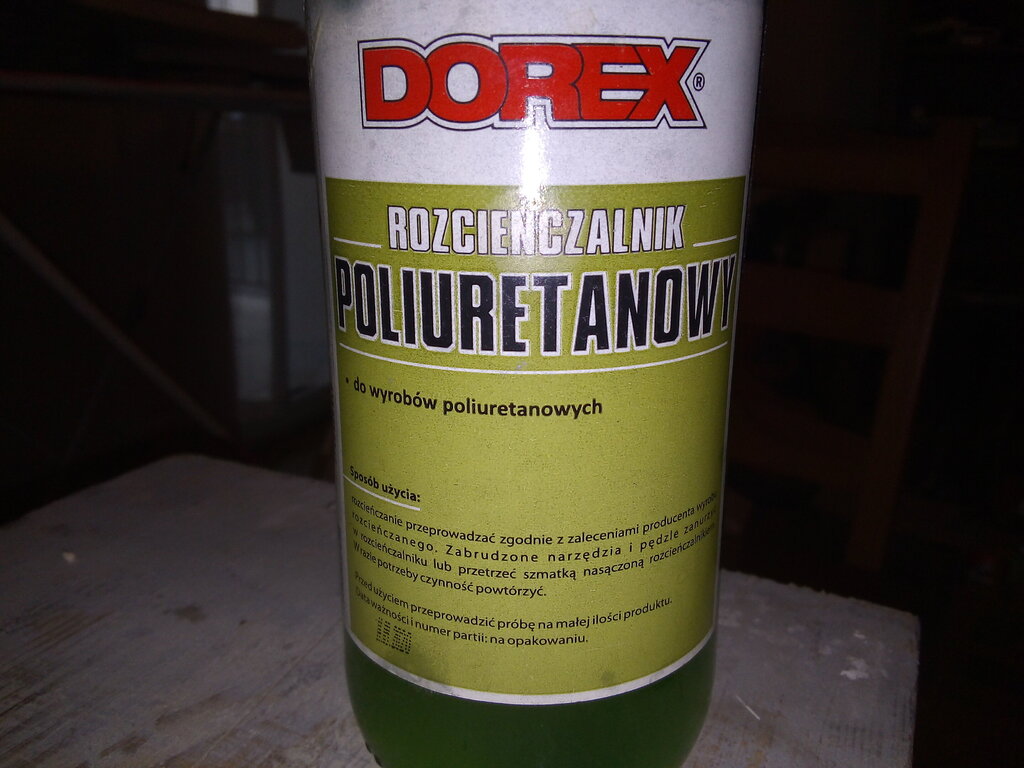 DOREX®
ROZCIEŃCZALNIK
POLIURETANOWY
• do wyrobów poliuretanowych
Sposób użycia:
rozcieńczanie przeprowadzać zgodnie z zaleceniami producenta wyrobu
rozcieńczanego. Zabrudzone narzędzia i pędzle zanurzyć
w rozcieńczalniku lub przetrzeć szmatką nasączoną rozcieńczalnikiem.
W razie potrzeby czynność powtórzyć.
Przed użyciem przeprowadzić próbę na małej ilości produktu.
Data ważności i numer partii: na opakowaniu.